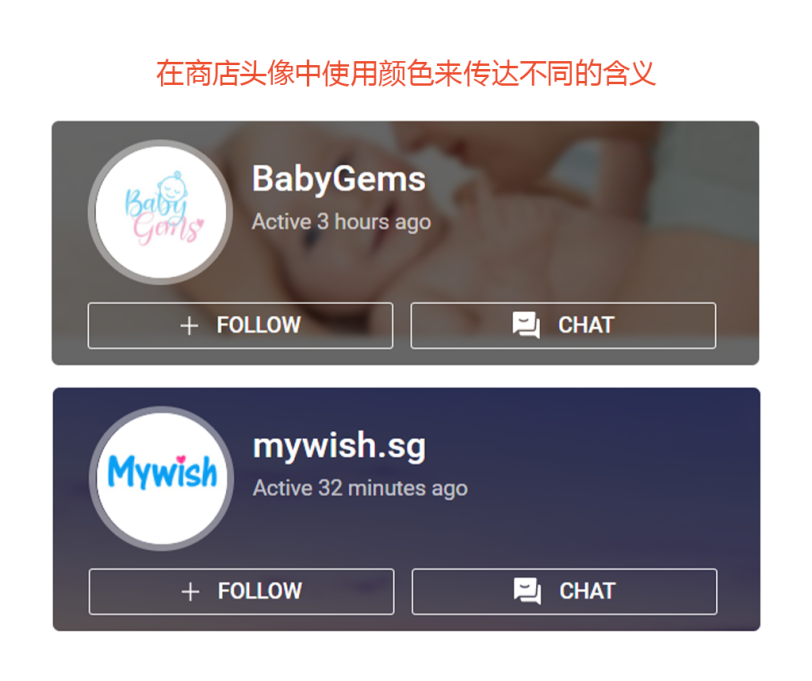 在商店头像中使用颜色来传达不同的含义
Baby
Gems
BabyGems
Active 3 hours ago
+ FOLLOW
CHAT
Mywish
mywish.sg
Active 32 minutes ago
+ FOLLOW
CHAT